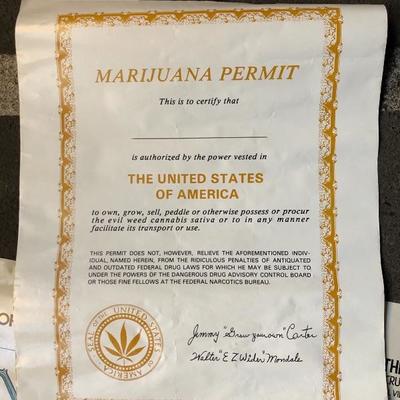 MARIJUANA PERMIT
This is to certify that
is authorized by the power vested in
THE UNITED STATES
OF AMERICA
to own, grow, sell, peddle or otherwise possess or procur
the evil weed cannabis sativa or to in any manner
facilitate its transport or use.
THIS PERMIT DOES NOT, HOWEVER, RELIEVE THE AFOREMENTIONED INDIV-
IDUAL, NAMED HEREIN, FROM THE RIDICULOUS PENALTIES OF ANTIQUATED
AND OUTDATED FEDERAL DRUG LAWS FOR WHICH HE MAY BE SUBJECT TO
UNDER THE POWERS OF THE DANGEROUS DRUG ADVISORY CONTROL BOARD
OR THOSE FINE FELLOWS AT THE FEDERAL NARCOTICS BUREAU.
SEAL OF THE UNITED STATES OF AMERICA
Jimmy "Grow your own" Carter
Walter "E Z Wider" Mondale
OR
TH
TRU